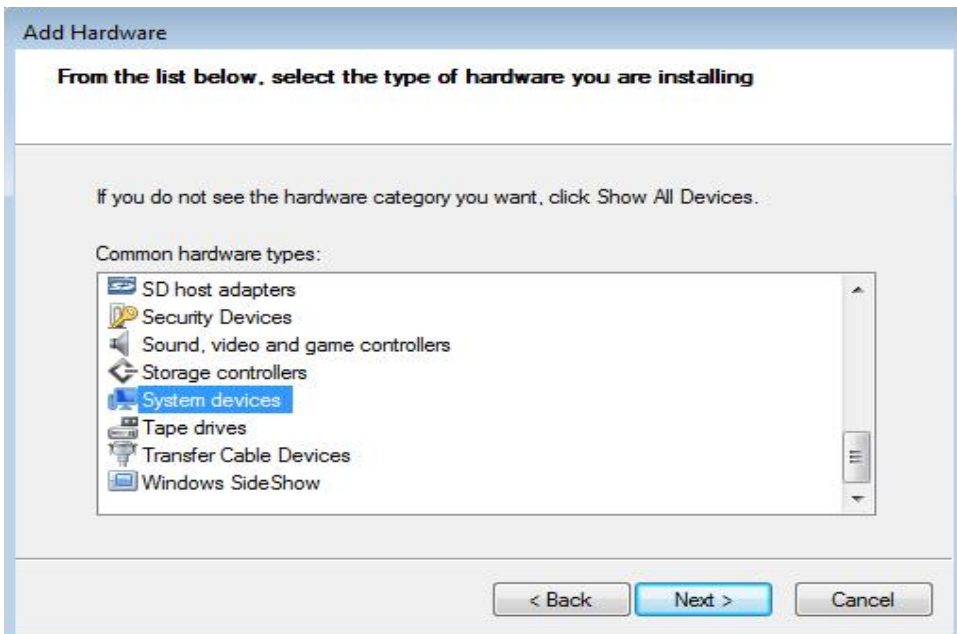 Add Hardware
From the list below, select the type of hardware you are installing
If you do not see the hardware category you want, click Show All Devices.
Common hardware types:
SD host adapters
Security Devices
Sound, video and game controllers
Storage controllers
System devices
Tape drives
Transfer Cable Devices
Windows SideShow
< Back Next > Cancel